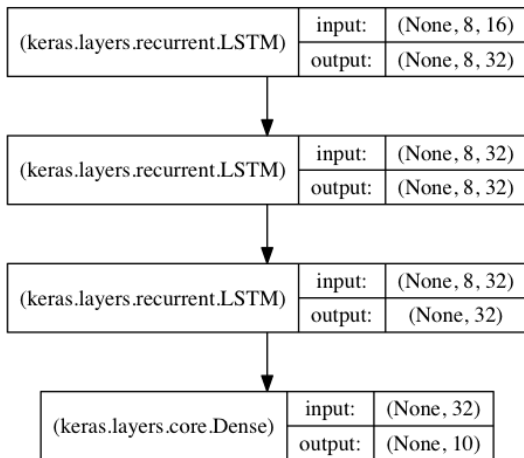 (keras.layers.recurrent.LSTM) input: (None, 8, 16)
output: (None, 8, 32)
(keras.layers.recurrent.LSTM) input: (None, 8, 32)
output: (None, 8, 32)
(keras.layers.recurrent.LSTM) input: (None, 8, 32)
output: (None, 32)
(keras.layers.core.Dense) input: (None, 32)
output: (None, 10)